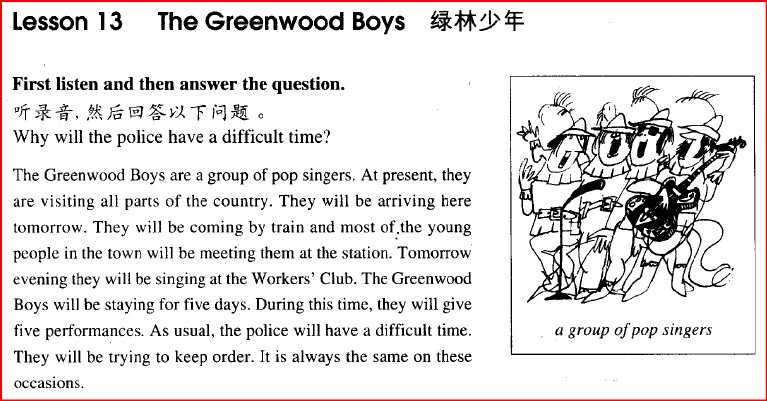 Lesson 13 The Greenwood Boys 绿林少年
First listen and then answer the question.
听录音,然后回答以下问题。
Why will the police have a difficult time?
The Greenwood Boys are a group of pop singers. At present, they
are visiting all parts of the country. They will be arriving here
tomorrow. They will be coming by train and most of the young
people in the town will be meeting them at the station. Tomorrow
evening they will be singing at the Workers' Club. The Greenwood
Boys will be staying for five days. During this time, they will give
five performances. As usual, the police will have a difficult time.
They will be trying to keep order. It is always the same on these
occasions.
a group of pop singers